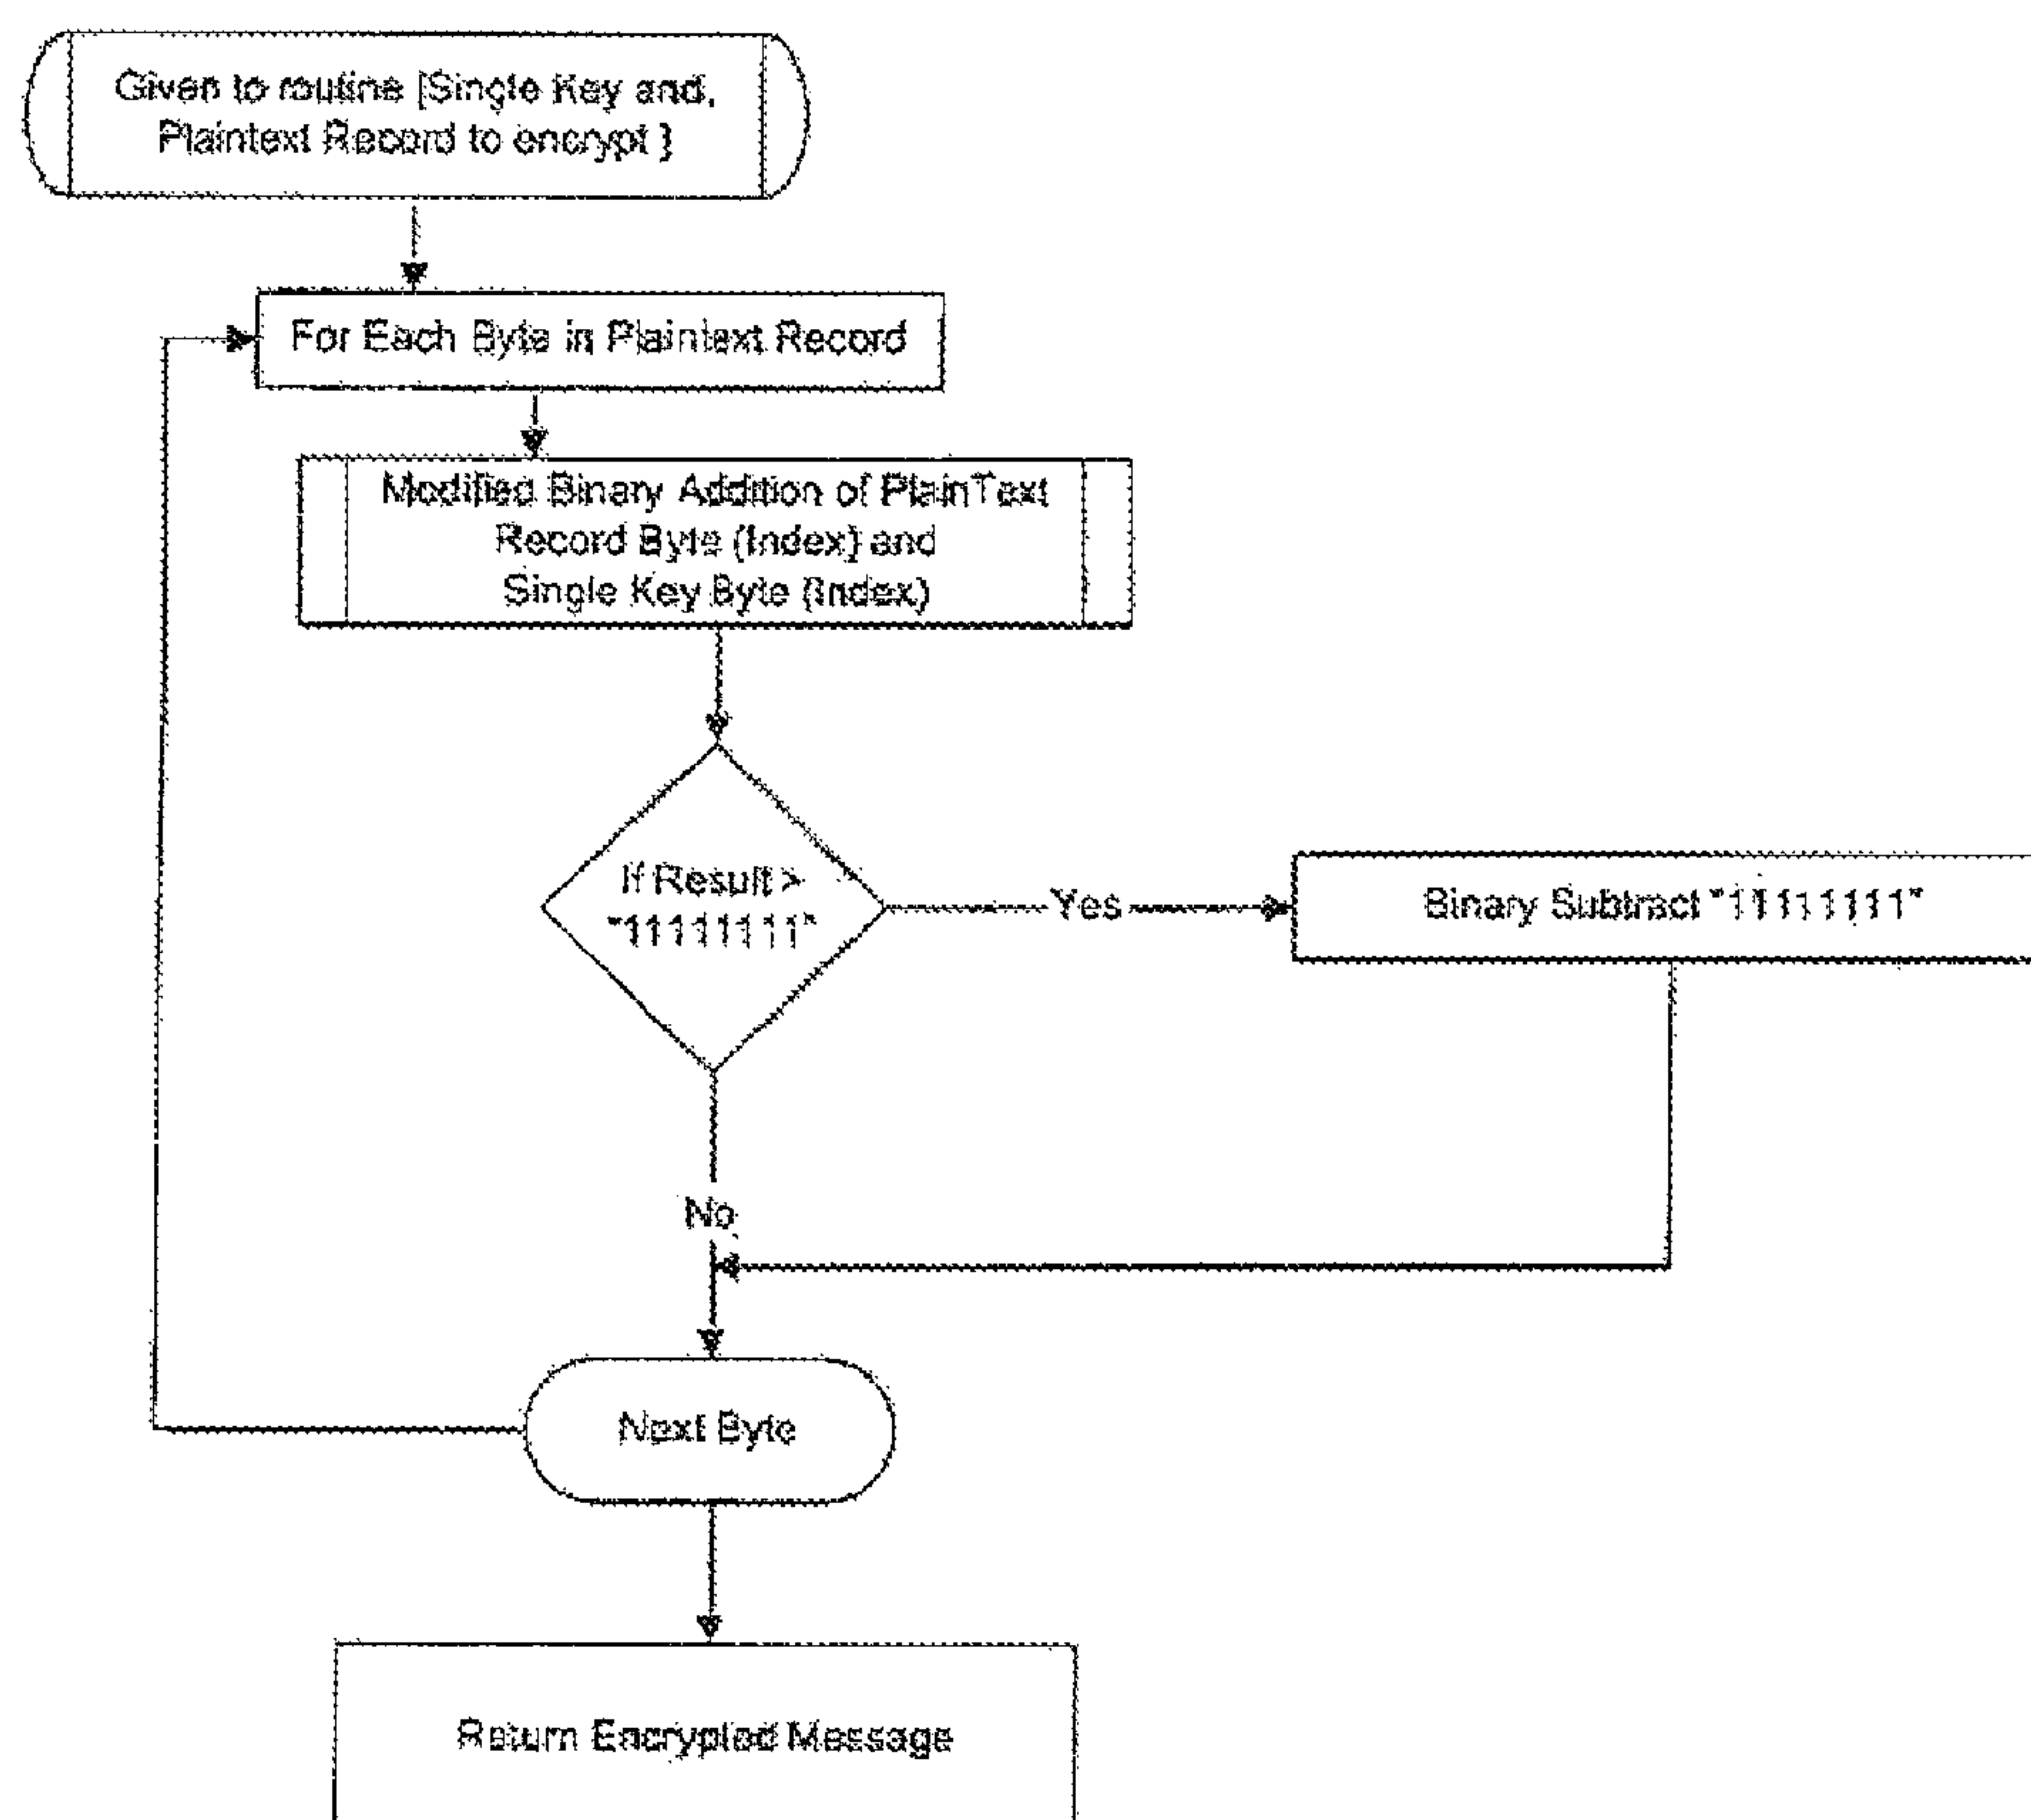 Given to routine {Single Key and,
Plaintext Record to encrypt }
For Each Byte in Plaintext Record
Modified Binary Addition of PlainText
Record Byte (Index) and
Single Key Byte (Index)
If Result >
"11111111"
Yes
Binary Subtract "11111111"
No
Next Byte
Return Encrypted Message